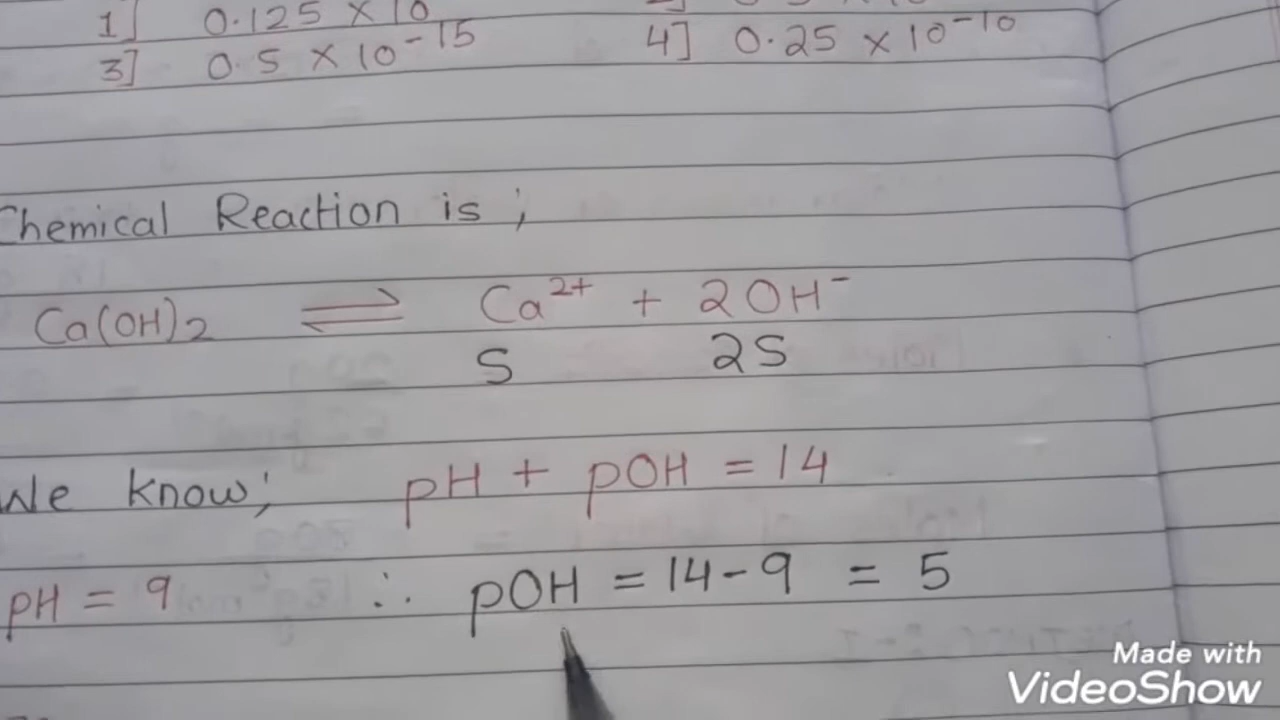 1] 0.125 × 10
3] 0.5 × 10⁻¹⁵ 4] 0.25 × 10⁻¹⁰
Chemical Reaction is ;
Ca(OH)₂ ⇌ Ca²⁺ + 2OH⁻
S 2S
We know; pH + pOH = 14
pH = 9 ∴ pOH = 14-9 = 5
Made with
VideoShow